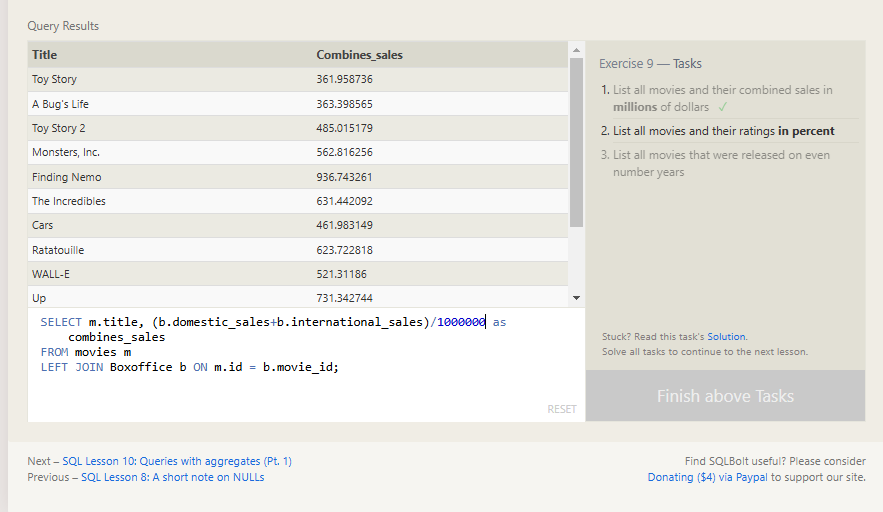 Query Results
Title Combines_sales
Toy Story 361.958736
A Bug's Life 363.398565
Toy Story 2 485.015179
Monsters, Inc. 562.816256
Finding Nemo 936.743261
The Incredibles 631.442092
Cars 461.983149
Ratatouille 623.722818
WALL-E 521.31186
Up 731.342744
SELECT m.title, (b.domestic_sales+b.international_sales)/1000000 as
combines_sales
FROM movies m
LEFT JOIN Boxoffice b ON m.id = b.movie_id;
RESET
Exercise 9 — Tasks
1. List all movies and their combined sales in
millions of dollars ✓
2. List all movies and their ratings in percent
3. List all movies that were released on even
number years
Stuck? Read this task's Solution.
Solve all tasks to continue to the next lesson.
Finish above Tasks
Next – SQL Lesson 10: Queries with aggregates (Pt. 1)
Previous – SQL Lesson 8: A short note on NULLs
Find SQLBolt useful? Please consider
Donating ($4) via Paypal to support our site.